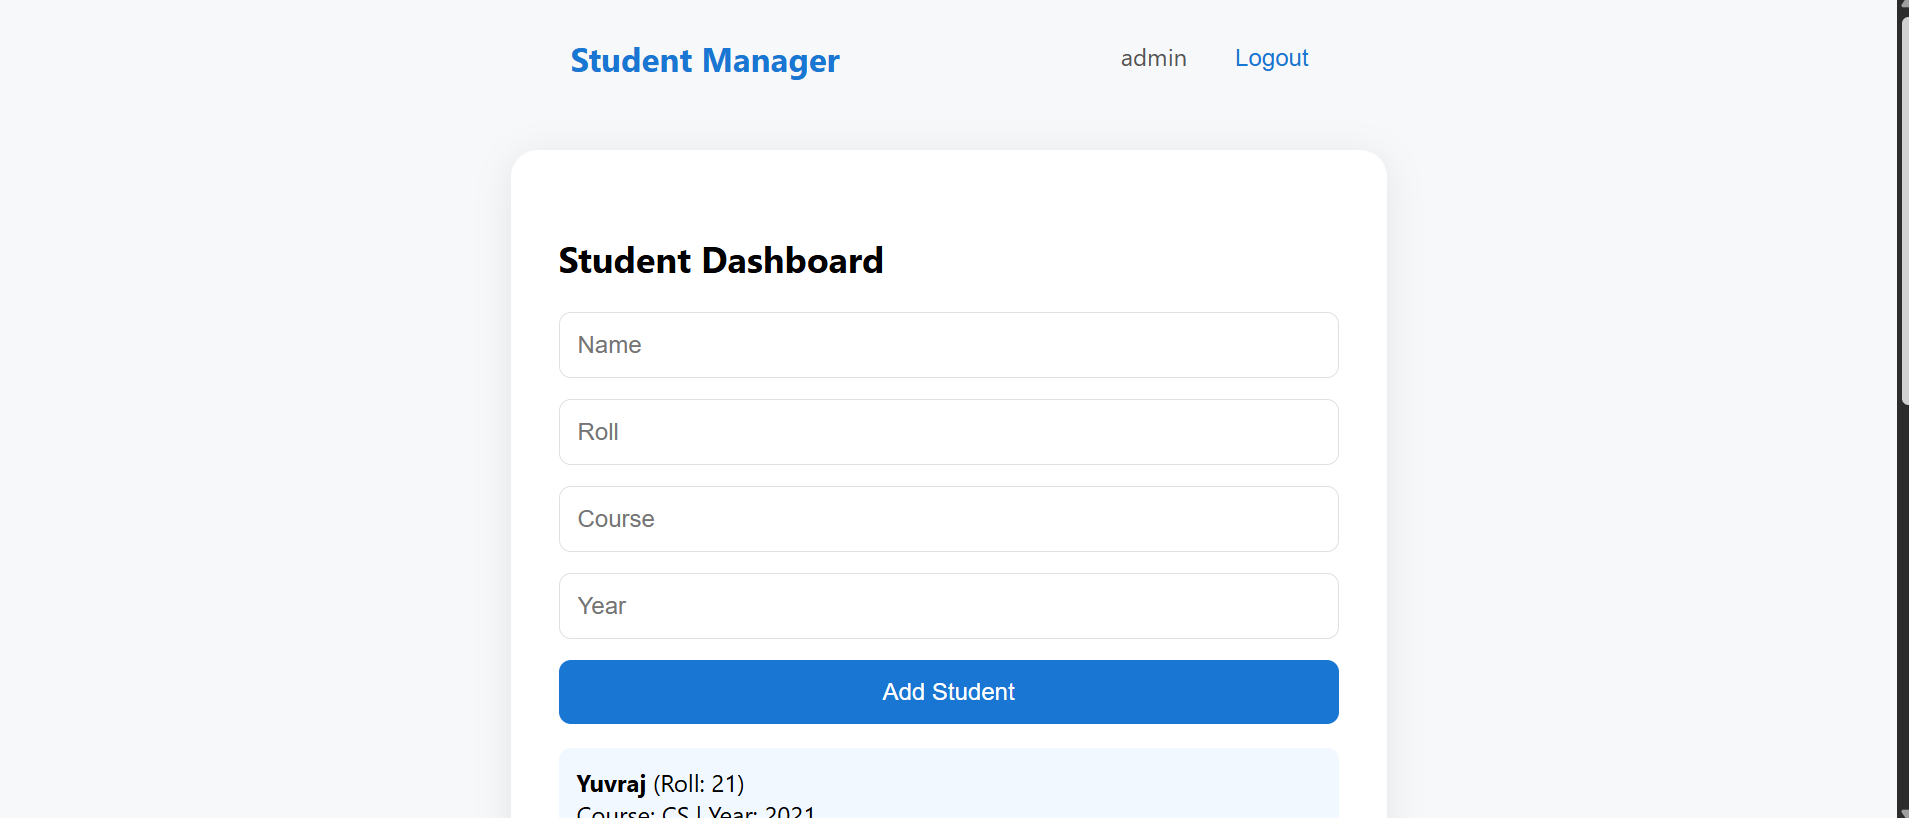 Student Manager
admin Logout
Student Dashboard
Name
Roll
Course
Year
Add Student
Yuvraj (Roll: 21)
Course: CS | Year: 2021